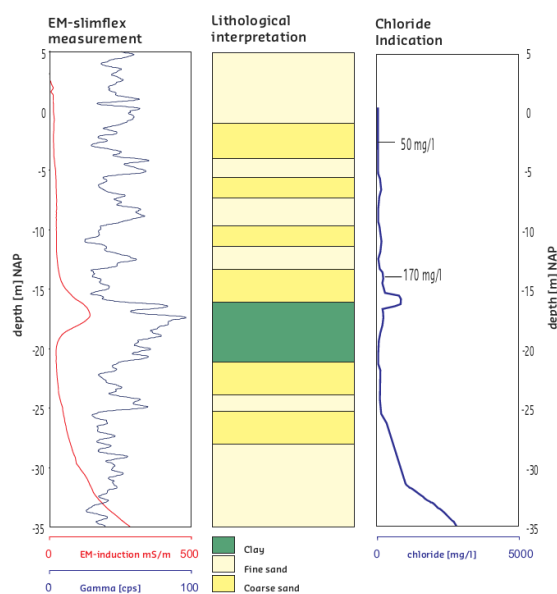 EM-slimflex
measurement
Lithological
interpretation
Chloride
Indication
5
0
-5
-10
-15
-20
-25
-30
-35
depth [m] NAP
50 mg/l
170 mg/l
5
0
-5
-10
-15
-20
-25
-30
-35
depth [m] NAP
0 EM-induction mS/m 500
0 Gamma [cps] 100
Clay
Fine sand
Coarse sand
0 5000
chloride [mg/l]